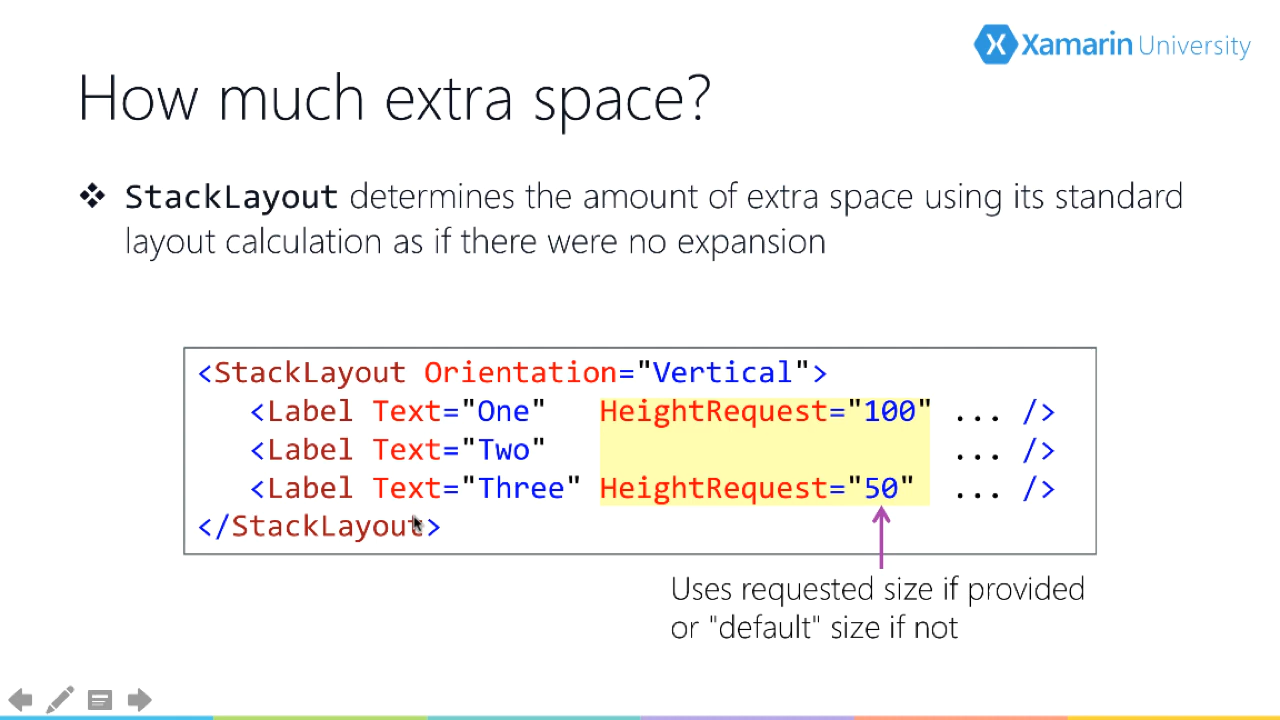 Xamarin University
How much extra space?
❖ StackLayout determines the amount of extra space using its standard
layout calculation as if there were no expansion
<StackLayout Orientation="Vertical">
   <Label Text="One"   HeightRequest="100" ... />
   <Label Text="Two"                       ... />
   <Label Text="Three" HeightRequest="50"  ... />
</StackLayout>
Uses requested size if provided
or "default" size if not